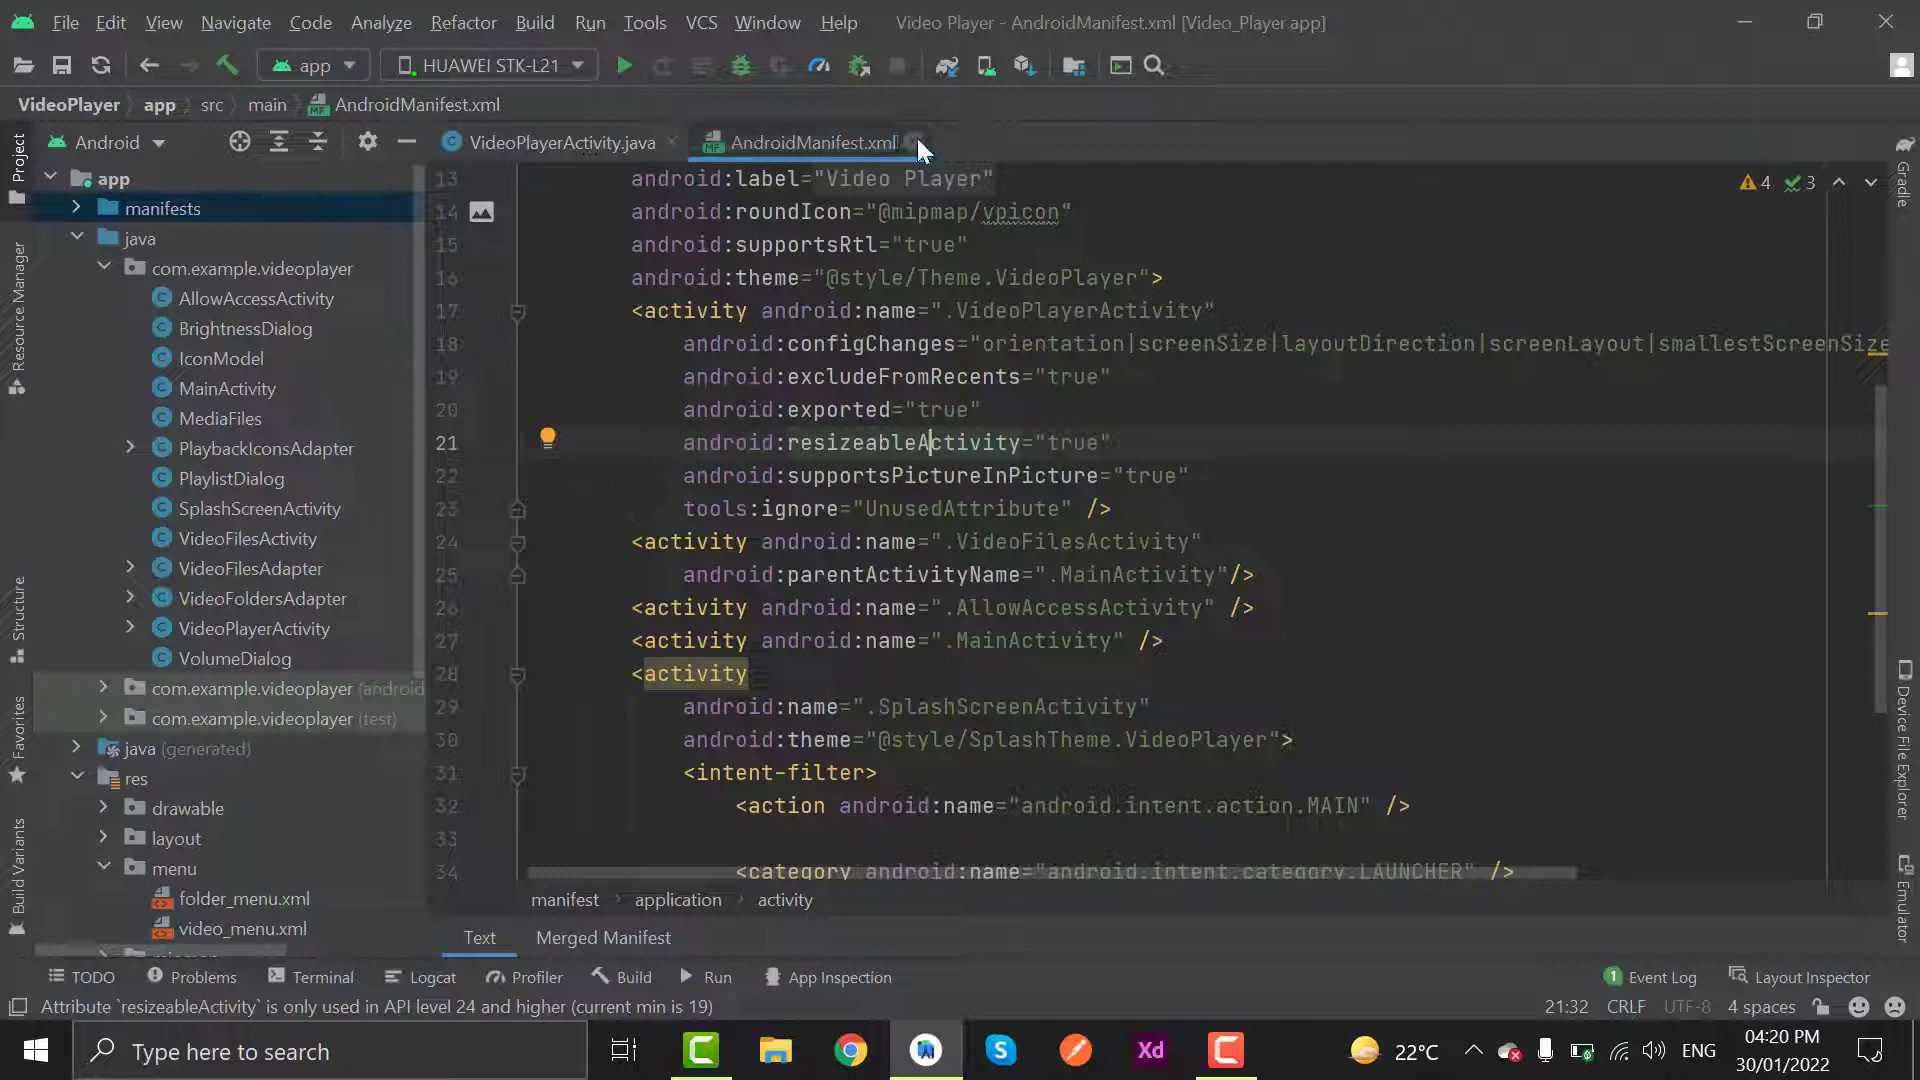 File Edit View Navigate Code Analyze Refactor Build Run Tools VCS Window Help Video Player - AndroidManifest.xml [Video_Player.app]
app HUAWEI STK-L21
VideoPlayer app src main AndroidManifest.xml
Android VideoPlayerActivity.java AndroidManifest.xml
Project
Resource Manager
Structure
Favorites
Build Variants
app
manifests
java
com.example.videoplayer
AllowAccessActivity
BrightnessDialog
IconModel
MainActivity
MediaFiles
PlaybackIconsAdapter
PlaylistDialog
SplashScreenActivity
VideoFilesActivity
VideoFilesAdapter
VideoFoldersAdapter
VideoPlayerActivity
VolumeDialog
com.example.videoplayer (android
com.example.videoplayer (test)
java (generated)
res
drawable
layout
menu
folder_menu.xml
video_menu.xml
4 3
13 android:label="Video Player"
14 android:roundIcon="@mipmap/vpicon"
15 android:supportsRtl="true"
16 android:theme="@style/Theme.VideoPlayer">
17 <activity android:name=".VideoPlayerActivity"
18 android:configChanges="orientation|screenSize|layoutDirection|screenLayout|smallestScreenSize
19 android:excludeFromRecents="true"
20 android:exported="true"
21 android:resizeableActivity="true"
22 android:supportsPictureInPicture="true"
23 tools:ignore="UnusedAttribute" />
24 <activity android:name=".VideoFilesActivity"
25 android:parentActivityName=".MainActivity"/>
26 <activity android:name=".AllowAccessActivity" />
27 <activity android:name=".MainActivity" />
28 <activity
29 android:name=".SplashScreenActivity"
30 android:theme="@style/SplashTheme.VideoPlayer">
31 <intent-filter>
32 <action android:name="android.intent.action.MAIN" />
33
34 <category android:name="android.intent.category.LAUNCHER" />
manifest application activity
Text Merged Manifest
Gradle
Device File Explorer
Emulator
TODO Problems Terminal Logcat Profiler Build Run App Inspection 1 Event Log Layout Inspector
Attribute `resizeableActivity` is only used in API level 24 and higher (current min is 19) 21:32 CRLF UTF-8 4 spaces
Type here to search Xd 22°C ENG 04:20 PM
30/01/2022